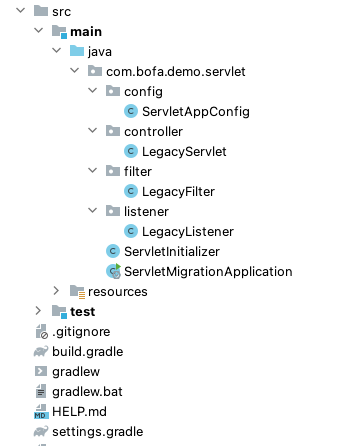 src
main
java
com.bofa.demo.servlet
config
C ServletAppConfig
controller
C LegacyServlet
filter
C LegacyFilter
listener
C LegacyListener
C ServletInitializer
C ServletMigrationApplication
resources
test
.gitignore
build.gradle
gradlew
gradlew.bat
MD HELP.md
settings.gradle